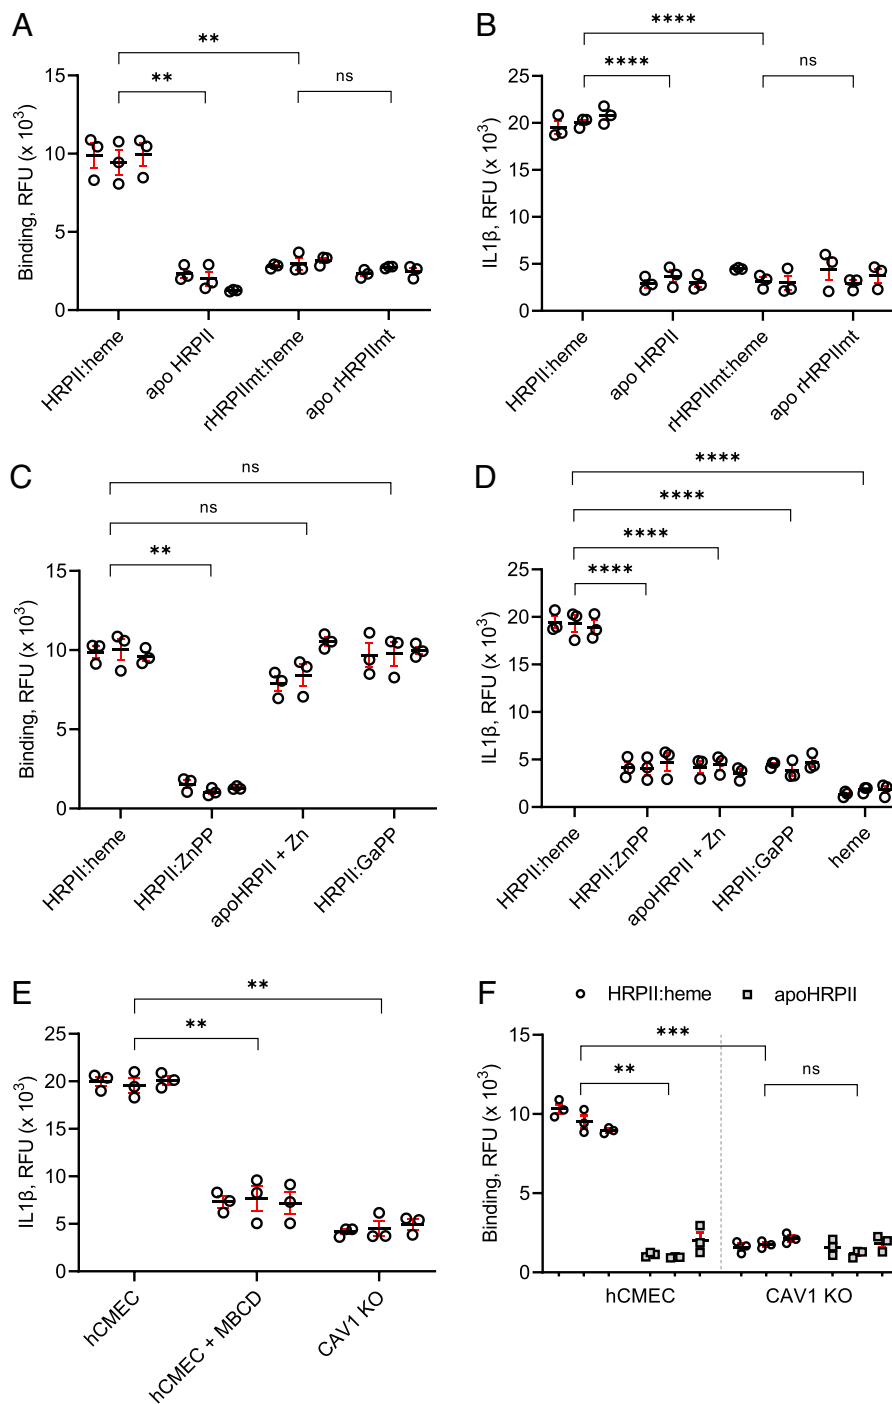 A
**
**
ns
15
10
5
0
Binding, RFU (x 10³)
HRPII:heme
apo HRPII
rHRPIImt:heme
apo rHRPIImt
B
****
****
ns
25
20
15
10
5
0
IL1β, RFU (x 10³)
HRPII:heme
apo HRPII
rHRPIImt:heme
apo rHRPIImt
C
ns
ns
**
15
10
5
0
Binding, RFU (x 10³)
HRPII:heme
HRPII:ZnPP
apoHRPII + Zn
HRPII:GaPP
D
****
****
****
****
25
20
15
10
5
0
IL1β, RFU (x 10³)
HRPII:heme
HRPII:ZnPP
apoHRPII + Zn
HRPII:GaPP
heme
E
**
**
25
20
15
10
5
0
IL1β, RFU (x 10³)
hCMEC
hCMEC + MBCD
CAV1 KO
F
HRPII:heme
apoHRPII
***
**
ns
15
10
5
0
Binding, RFU (x 10³)
hCMEC
CAV1 KO